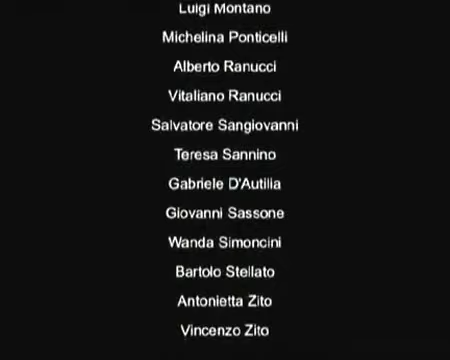 Luigi Montano
Michelina Ponticelli
Alberto Ranucci
Vitaliano Ranucci
Salvatore Sangiovanni
Teresa Sannino
Gabriele D'Autilia
Giovanni Sassone
Wanda Simoncini
Bartolo Stellato
Antonietta Zito
Vincenzo Zito